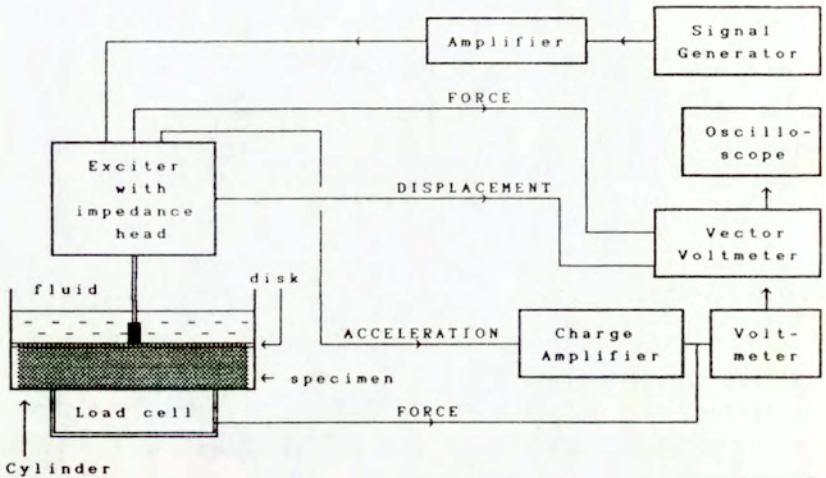 Amplifier
Signal
Generator
FORCE
Oscillo-
scope
Exciter
with
impedance
head
DISPLACEMENT
Vector
Voltmeter
disk
fluid
ACCELERATION
Charge
Amplifier
Volt-
meter
specimen
Load cell
FORCE
Cylinder